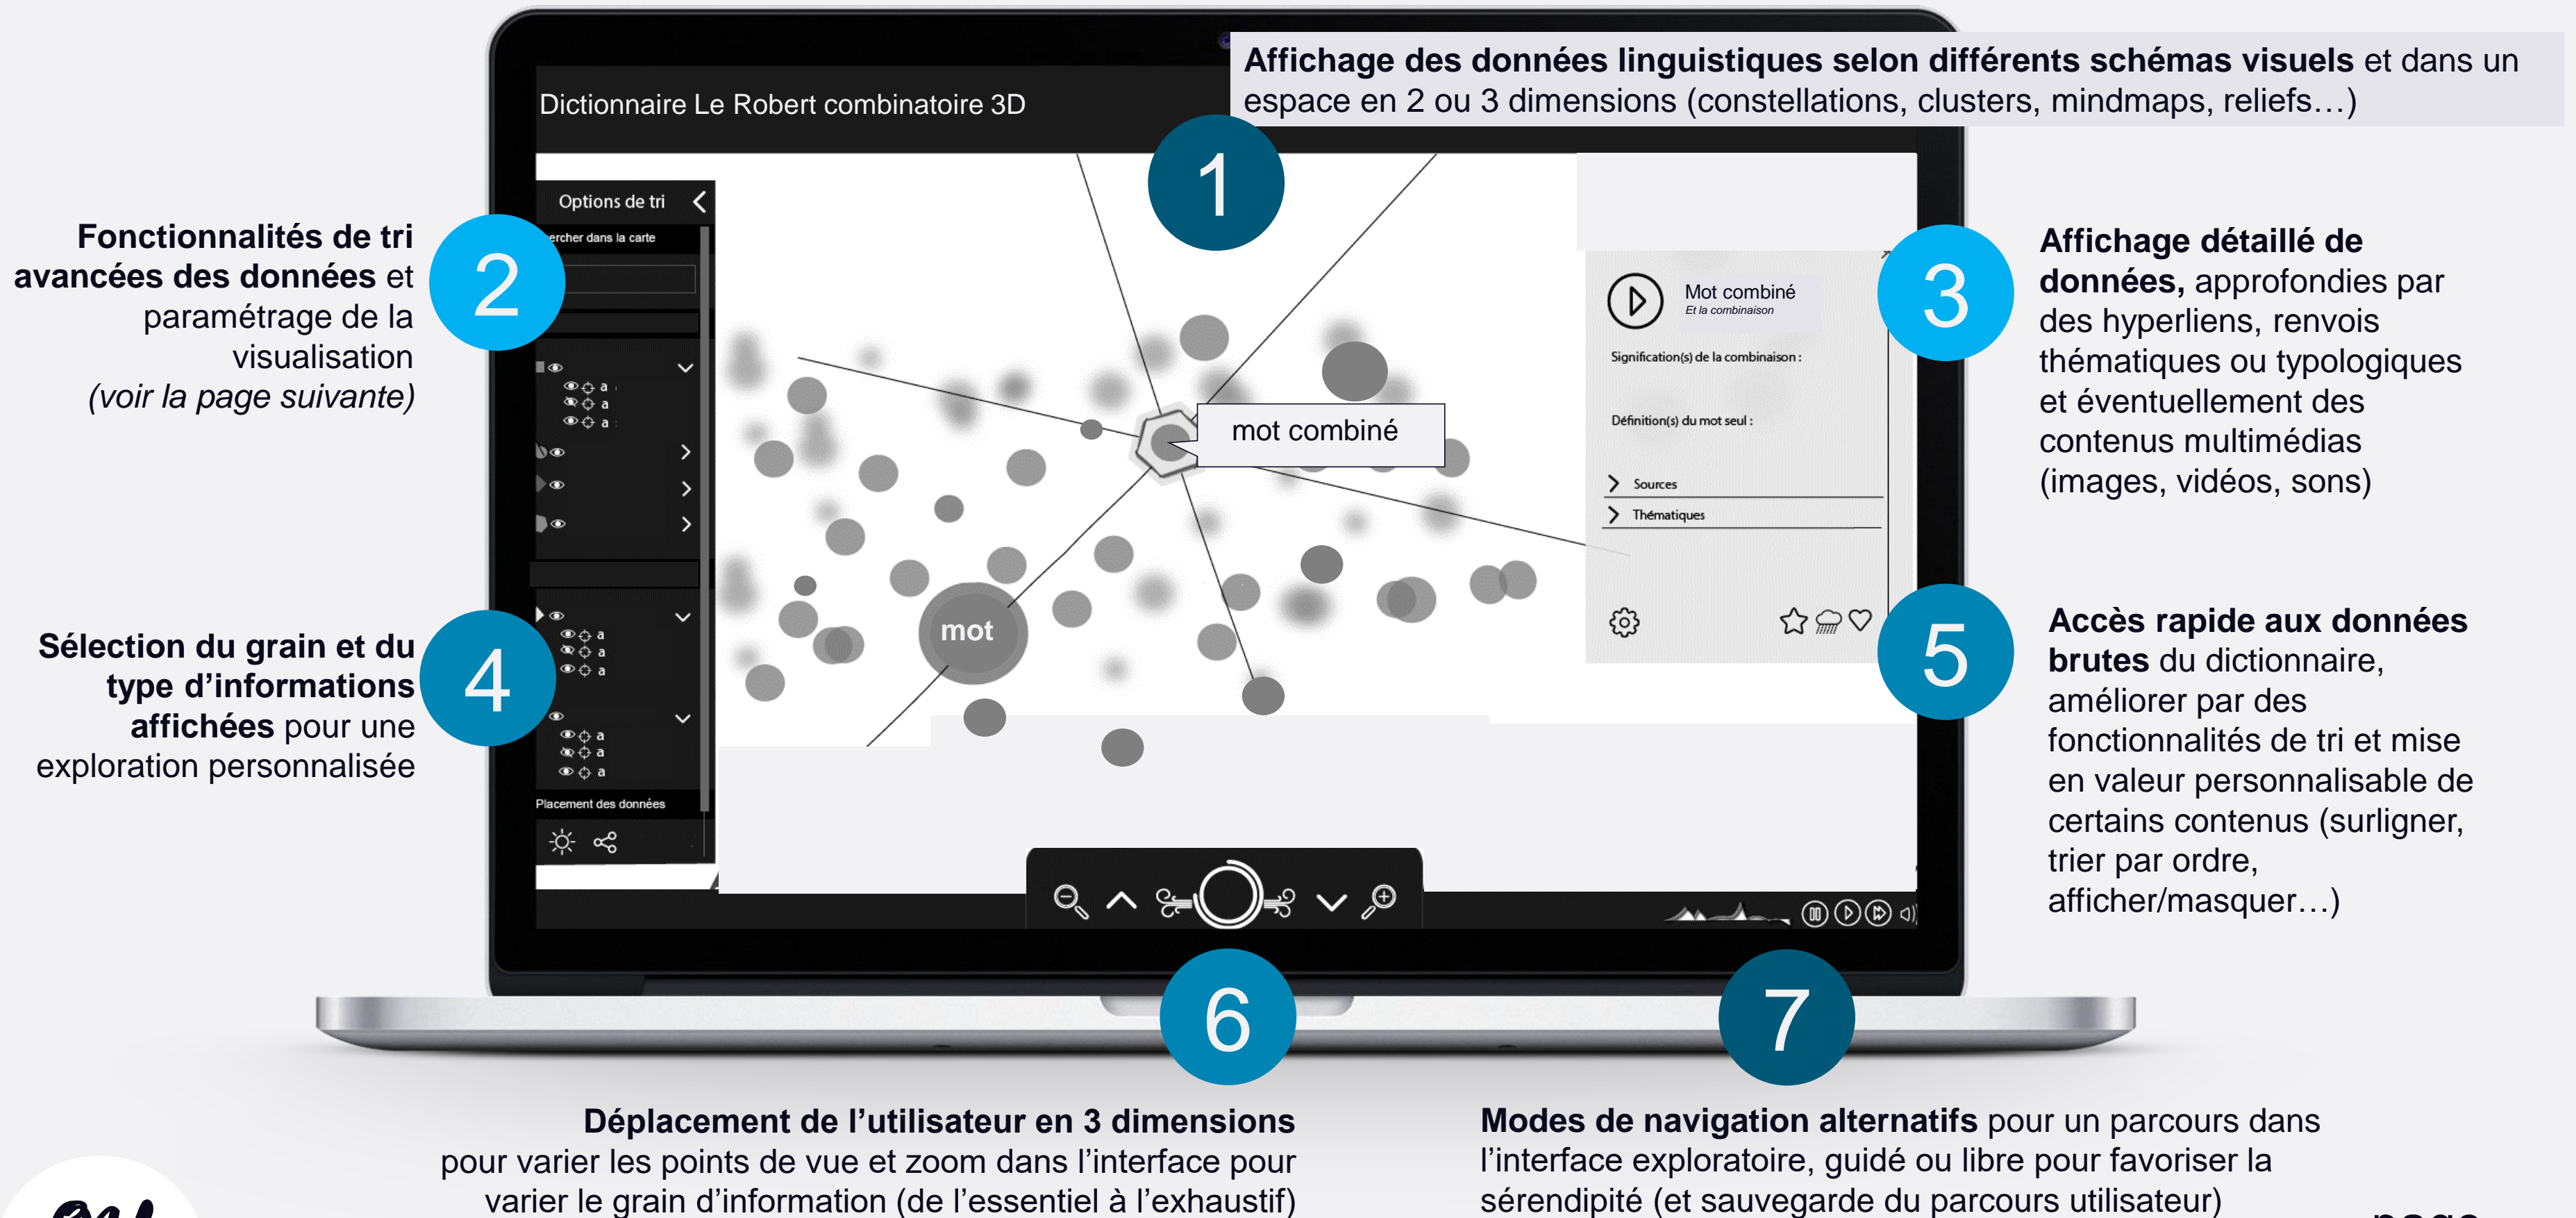 Affichage des données linguistiques selon différents schémas visuels et dans un
espace en 2 ou 3 dimensions (constellations, clusters, mindmaps, reliefs…)
Dictionnaire Le Robert combinatoire 3D
1
Fonctionnalités de tri
avancées des données et
paramétrage de la
visualisation
(voir la page suivante)
2
Options de tri
ercher dans la carte
a
a
a
Sélection du grain et du
type d’informations
affichées pour une
exploration personnalisée
4
a
a
a
a
a
a
Placement des données
mot combiné
mot
Mot combiné
Et la combinaison
Signification(s) de la combinaison :
Définition(s) du mot seul :
Sources
Thématiques
3
Affichage détaillé de
données, approfondies par
des hyperliens, renvois
thématiques ou typologiques
et éventuellement des
contenus multimédias
(images, vidéos, sons)
5
Accès rapide aux données
brutes du dictionnaire,
améliorer par des
fonctionnalités de tri et mise
en valeur personnalisable de
certains contenus (surligner,
trier par ordre,
afficher/masquer…)
6
Déplacement de l’utilisateur en 3 dimensions
pour varier les points de vue et zoom dans l’interface pour
varier le grain d’information (de l’essentiel à l’exhaustif)
7
Modes de navigation alternatifs pour un parcours dans
l’interface exploratoire, guidé ou libre pour favoriser la
sérendipité (et sauvegarde du parcours utilisateur)